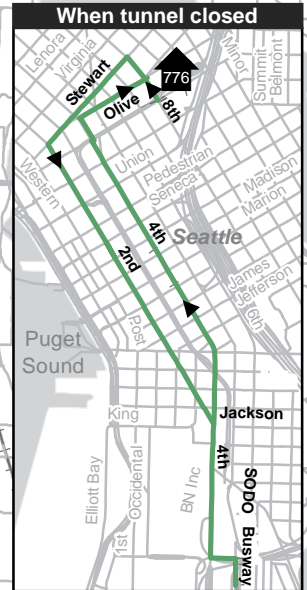 When tunnel closed
Lenora
Virginia
Stewart
Olive
776
8th
Minor
Summit
Belmont
Western
Union
Pedestrian
Seneca
Madison
Marion
4th
Seattle
2nd
James
Jefferson
6th
Post
Puget
Sound
King
Jackson
4th
Elliott Bay
Occidental
1st
BN Inc
SODO Busway